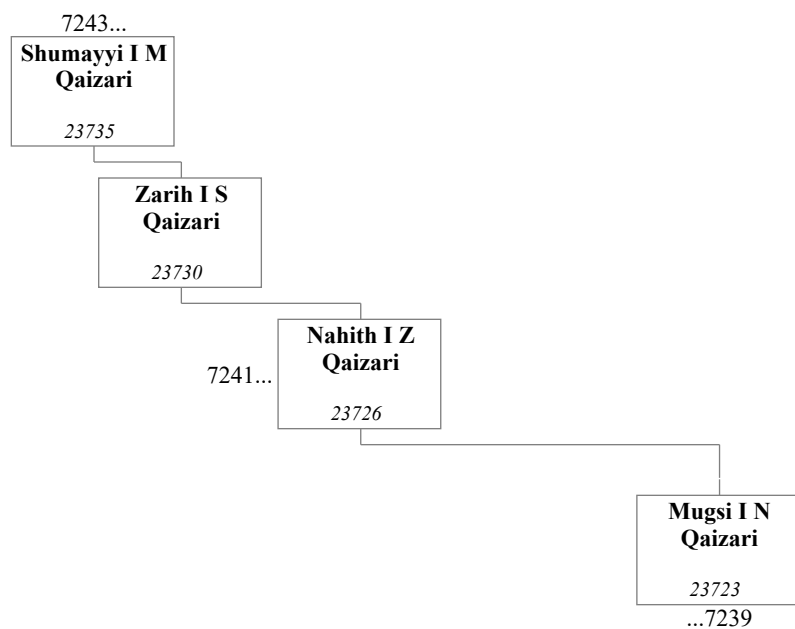 7243...
Shumayyi I M
Qaizari
23735
Zarih I S
Qaizari
23730
Nahith I Z
Qaizari
7241...
23726
Mugsi I N
Qaizari
23723
...7239